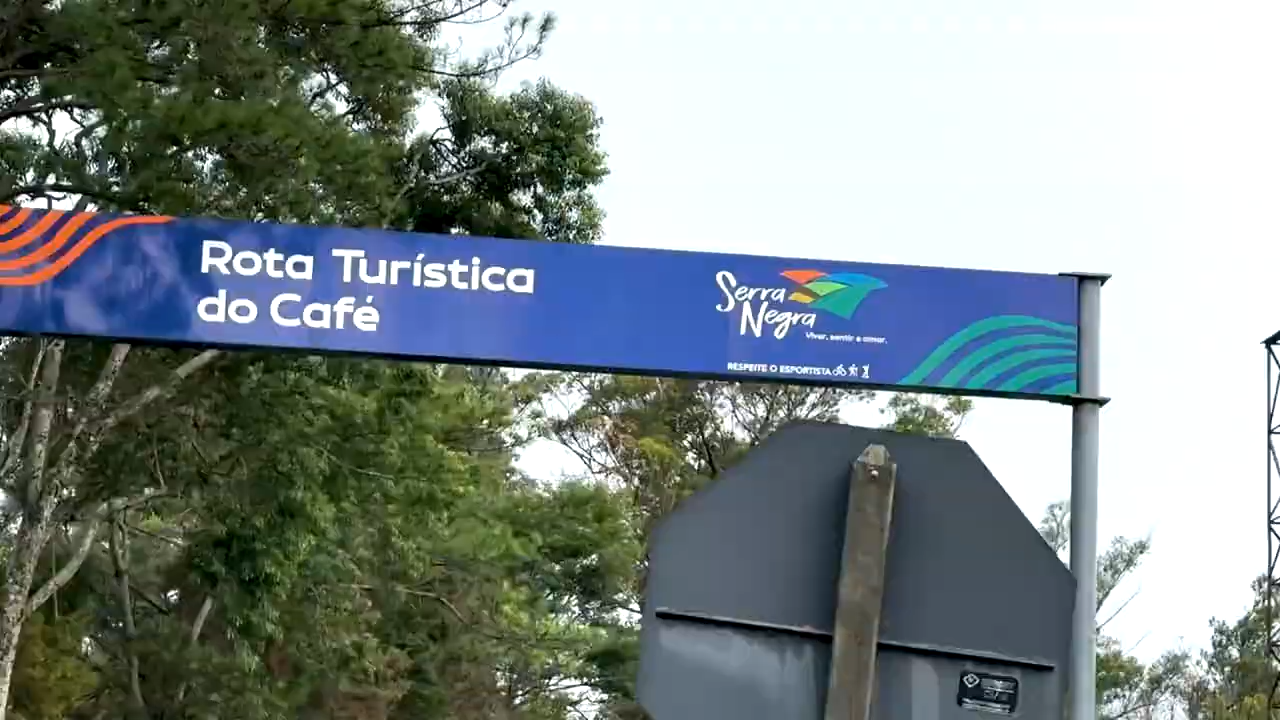 Rota Turística
do Café
Serra
Negra
Viver, sentir e amar.
RESPEITE O ESPORTISTA